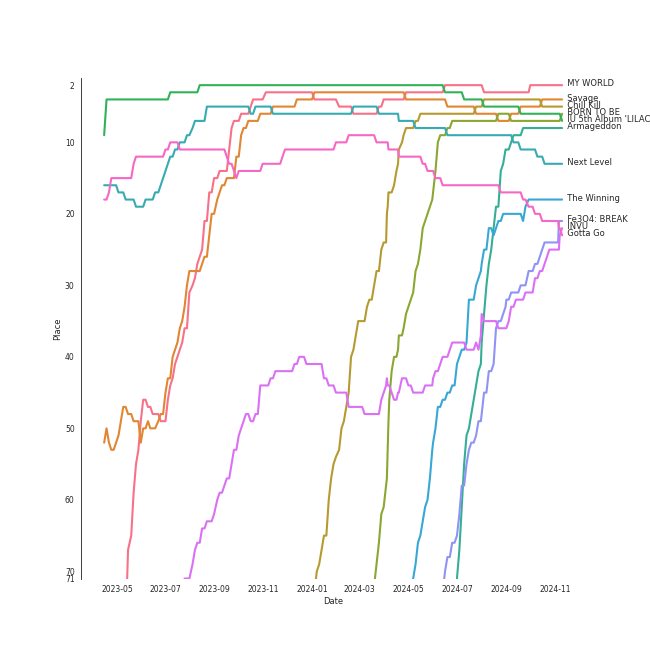 2
10
20
30
40
50
60
70
71
Place
2023-05
2023-07
2023-09
2023-11
2024-01
2024-03
2024-05
2024-07
2024-09
2024-11
Date
MY WORLD
Savage
Chill Kill
BORN TO BE
IU 5th Album 'LILAC
Armageddon
Next Level
The Winning
Fe3O4: BREAK
INVU
Gotta Go